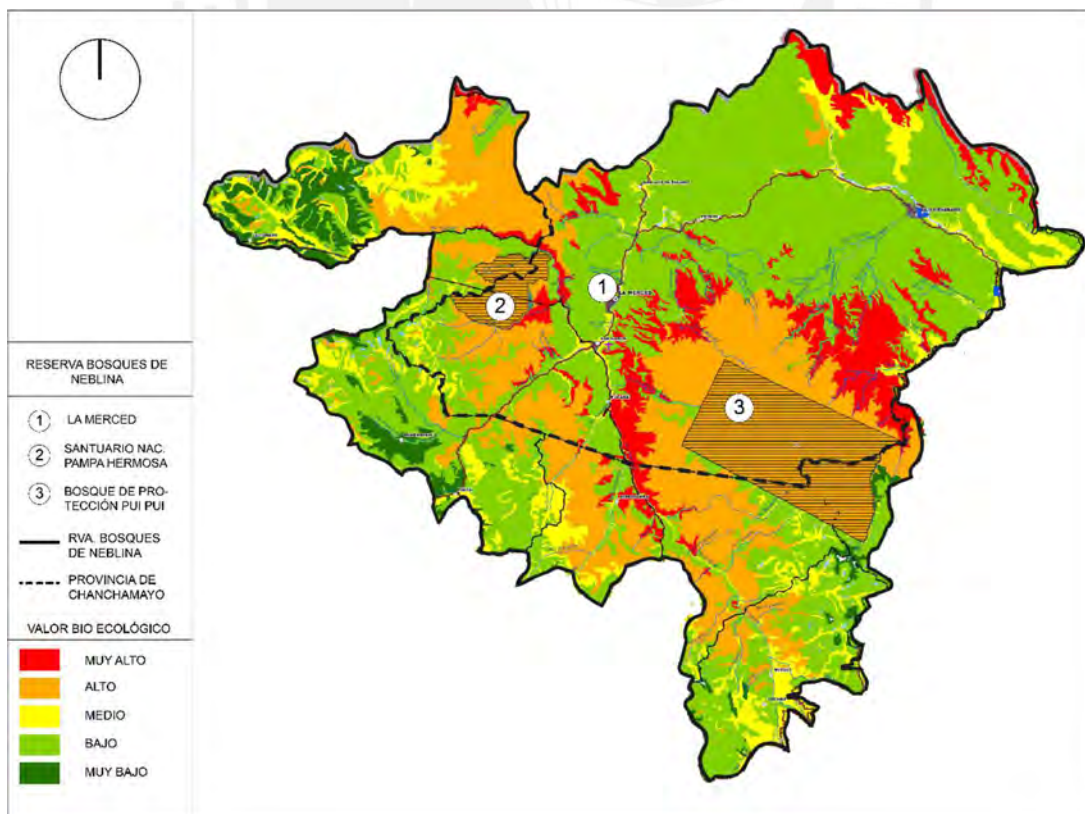 RESERVA BOSQUES DE
NEBLINA
1 LA MERCED
2 SANTUARIO NAC.
PAMPA HERMOSA
3 BOSQUE DE PRO-
TECCIÓN PUI PUI
RVA. BOSQUES
DE NEBLINA
PROVINCIA DE
CHANCHAMAYO
VALOR BIO ECOLÓGICO
MUY ALTO
ALTO
MEDIO
BAJO
MUY BAJO
1
LA MERCED
2
3